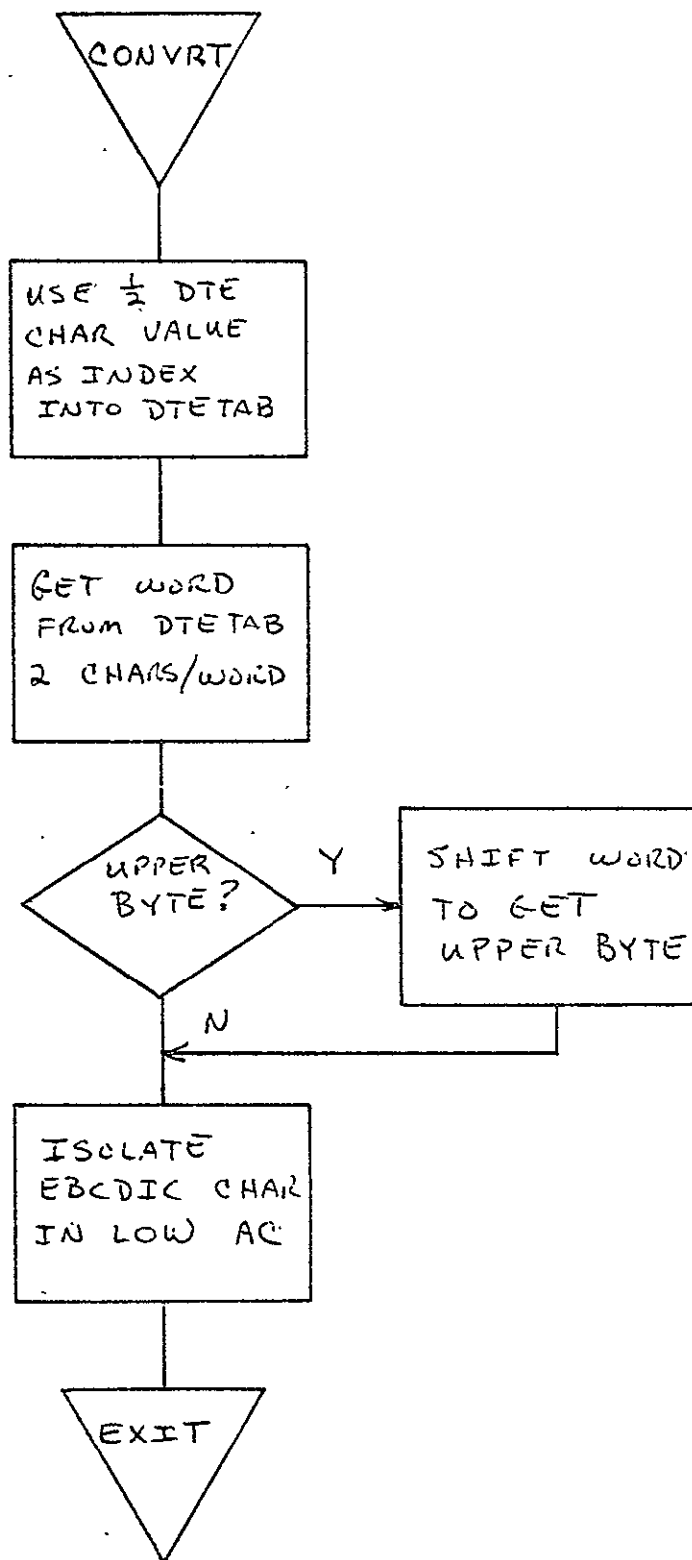 CONVRT
USE 1/2 DTE
CHAR VALUE
AS INDEX
INTO DTETAB
GET WORD
FROM DTETAB
2 CHARS/WORD
UPPER
BYTE?
Y
SHIFT WORD
TO GET
UPPER BYTE
N
ISOLATE
EBCDIC CHAR
IN LOW AC
EXIT